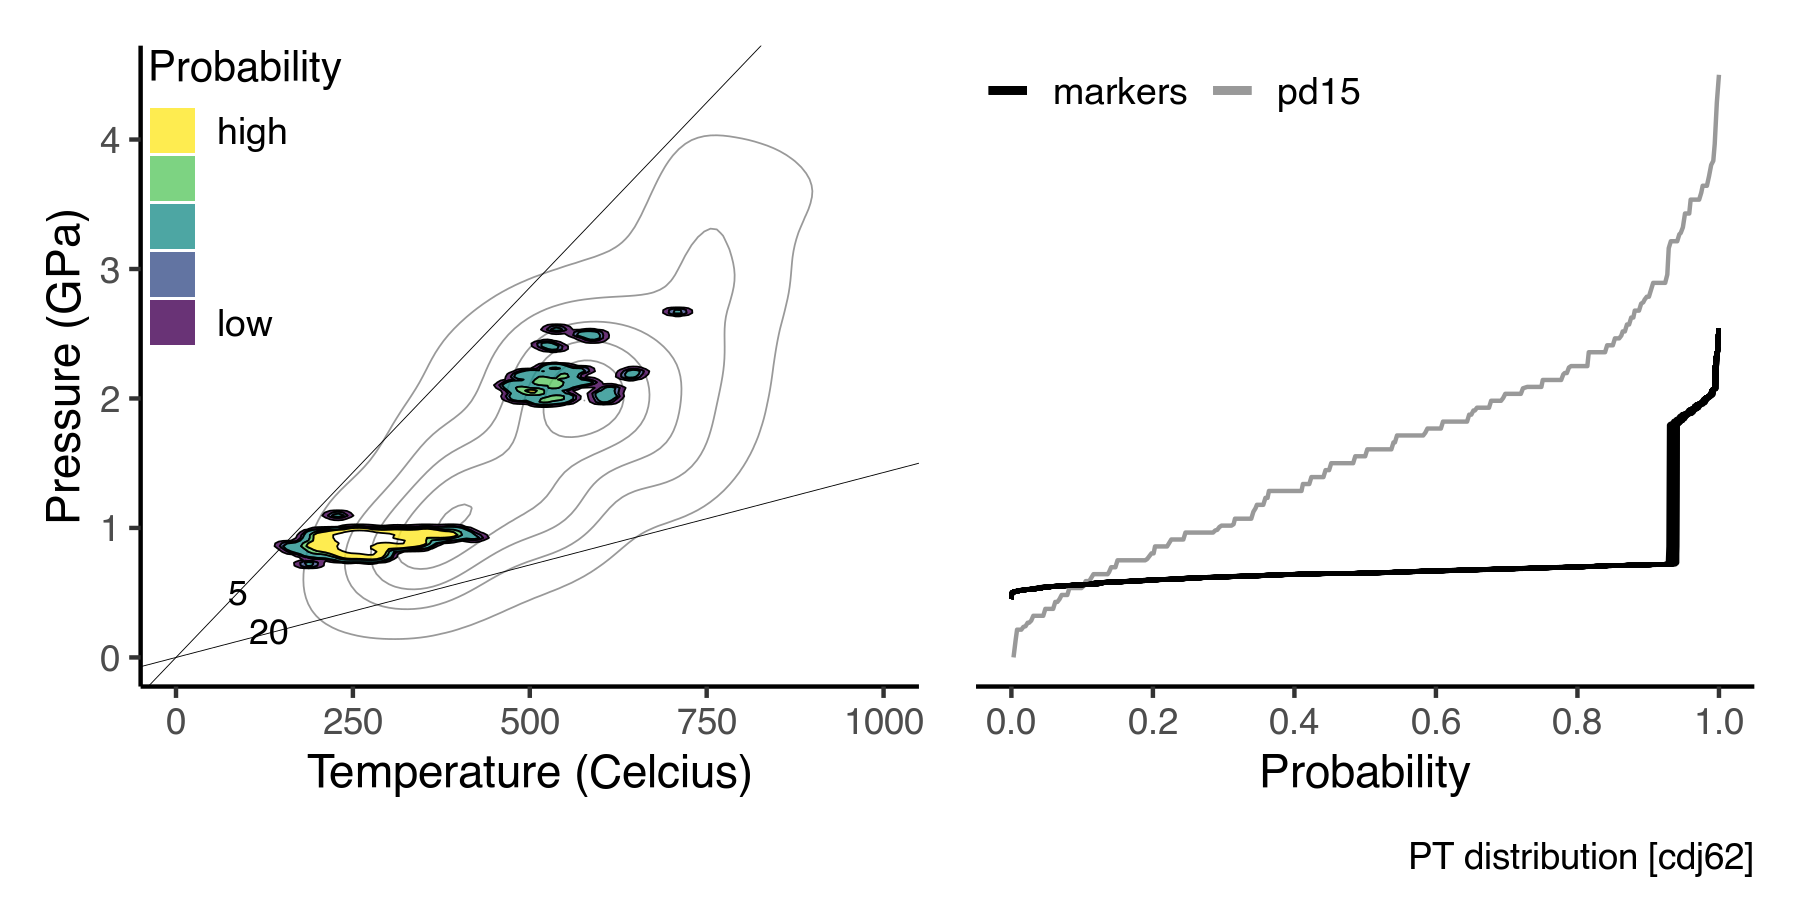 Probability
high
low
4
3
2
1
0
Pressure (GPa)
5
20
0 250 500 750 1000
Temperature (Celcius)
markers pd15
0.0 0.2 0.4 0.6 0.8 1.0
Probability
PT distribution [cdj62]